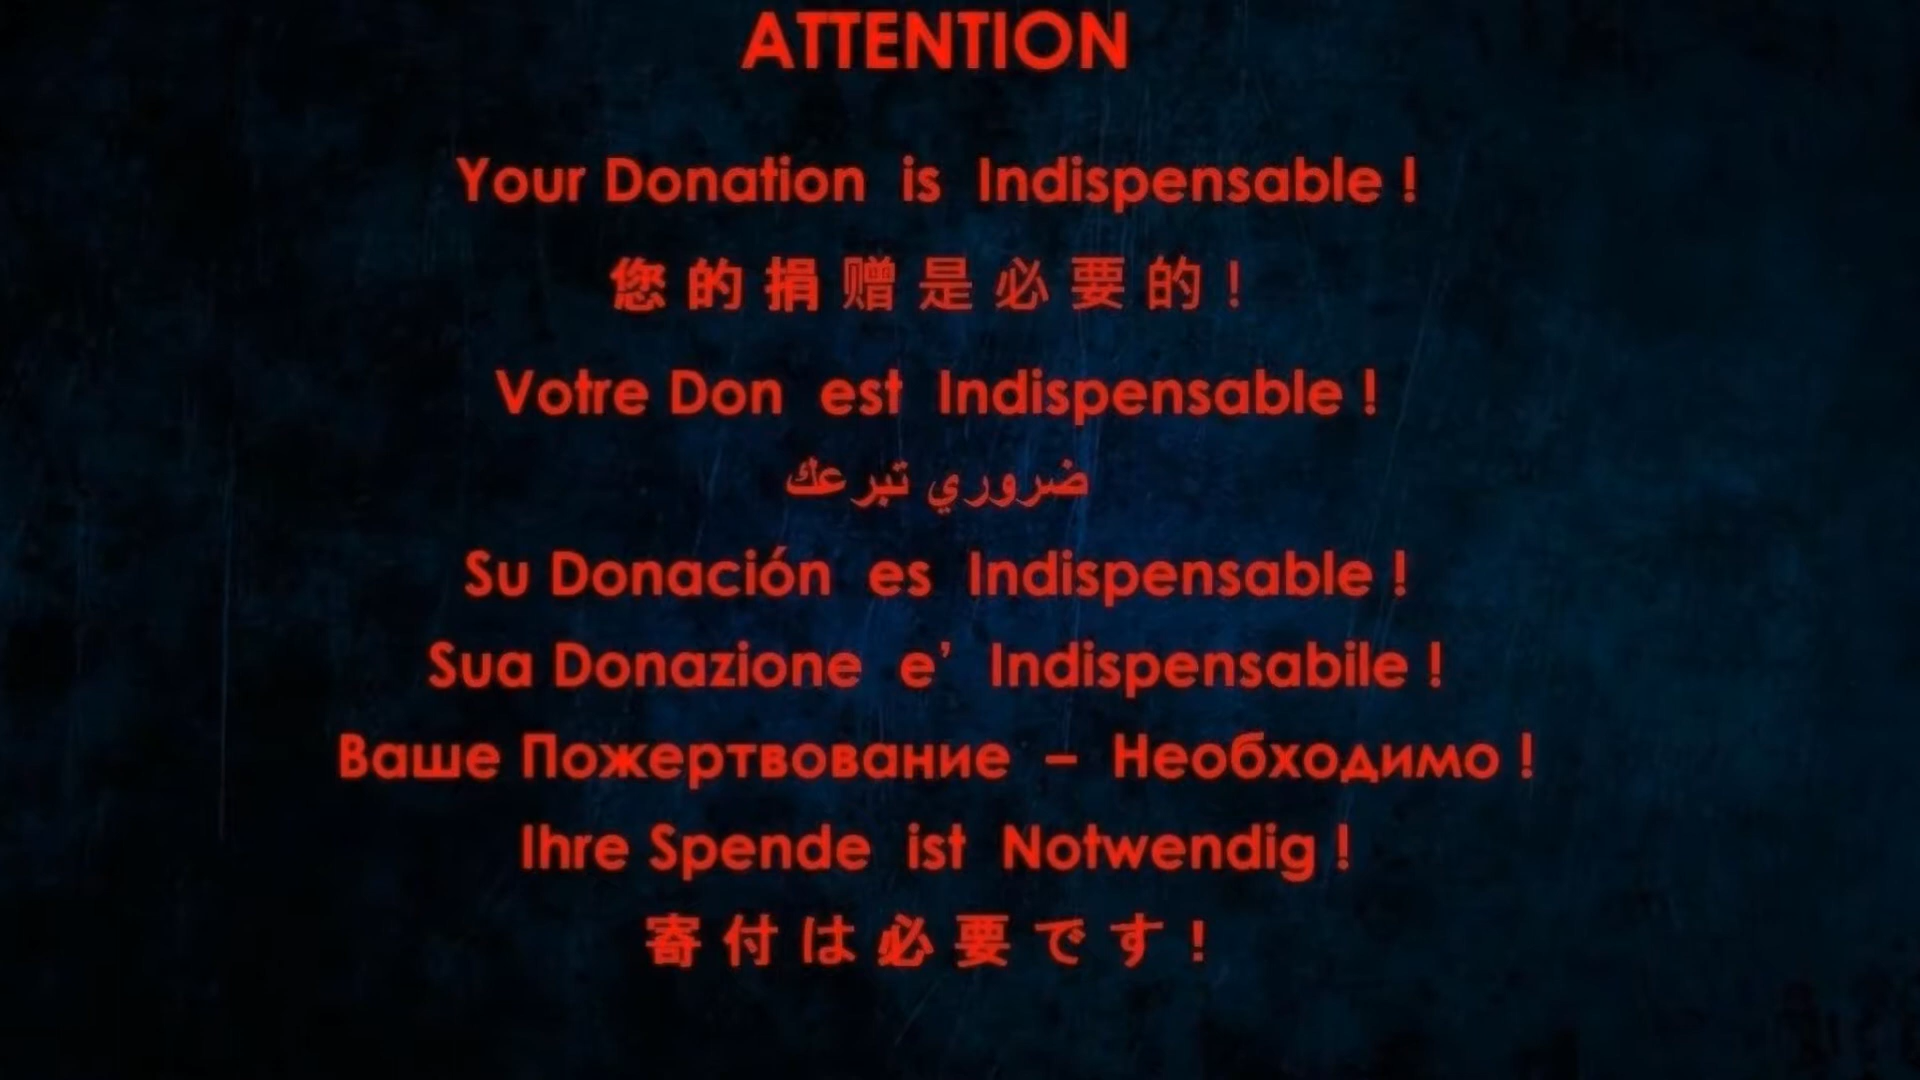 ATTENTION
Your Donation is Indispensable !
您的捐赠是必要的!
Votre Don est Indispensable !
ضروري تبرعك
Su Donación es Indispensable !
Sua Donazione e’ Indispensabile !
Ваше Пожертвование – Необходимо !
Ihre Spende ist Notwendig !
寄付は必要です!